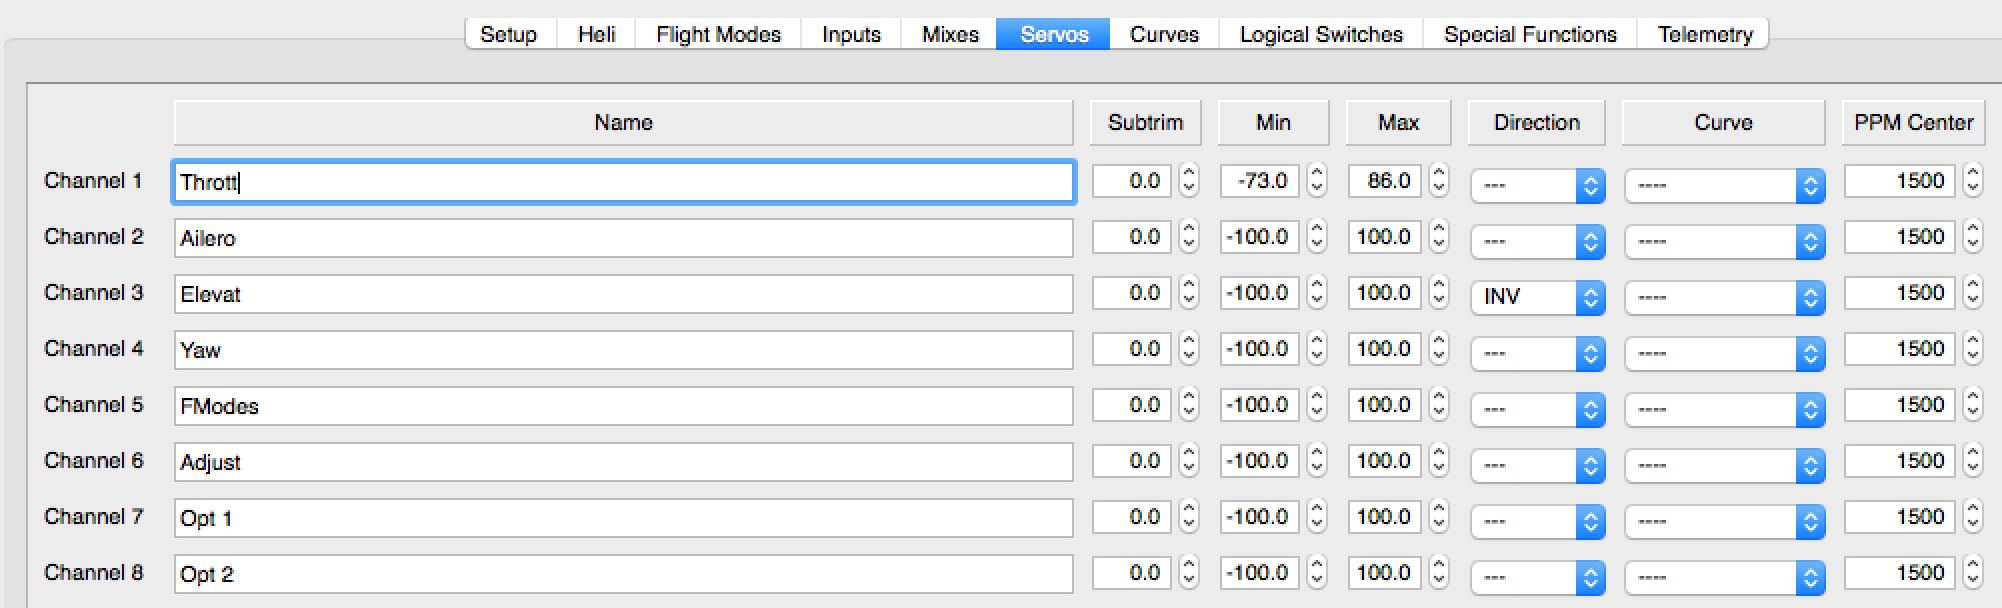 Setup Heli Flight Modes Inputs Mixes Servos Curves Logical Switches Special Functions Telemetry
Name Subtrim Min Max Direction Curve PPM Center
Channel 1 Thrott 0.0 -73.0 86.0 --- ---- 1500
Channel 2 Ailero 0.0 -100.0 100.0 --- ---- 1500
Channel 3 Elevat 0.0 -100.0 100.0 INV ---- 1500
Channel 4 Yaw 0.0 -100.0 100.0 --- ---- 1500
Channel 5 FModes 0.0 -100.0 100.0 --- ---- 1500
Channel 6 Adjust 0.0 -100.0 100.0 --- ---- 1500
Channel 7 Opt 1 0.0 -100.0 100.0 --- ---- 1500
Channel 8 Opt 2 0.0 -100.0 100.0 --- ---- 1500